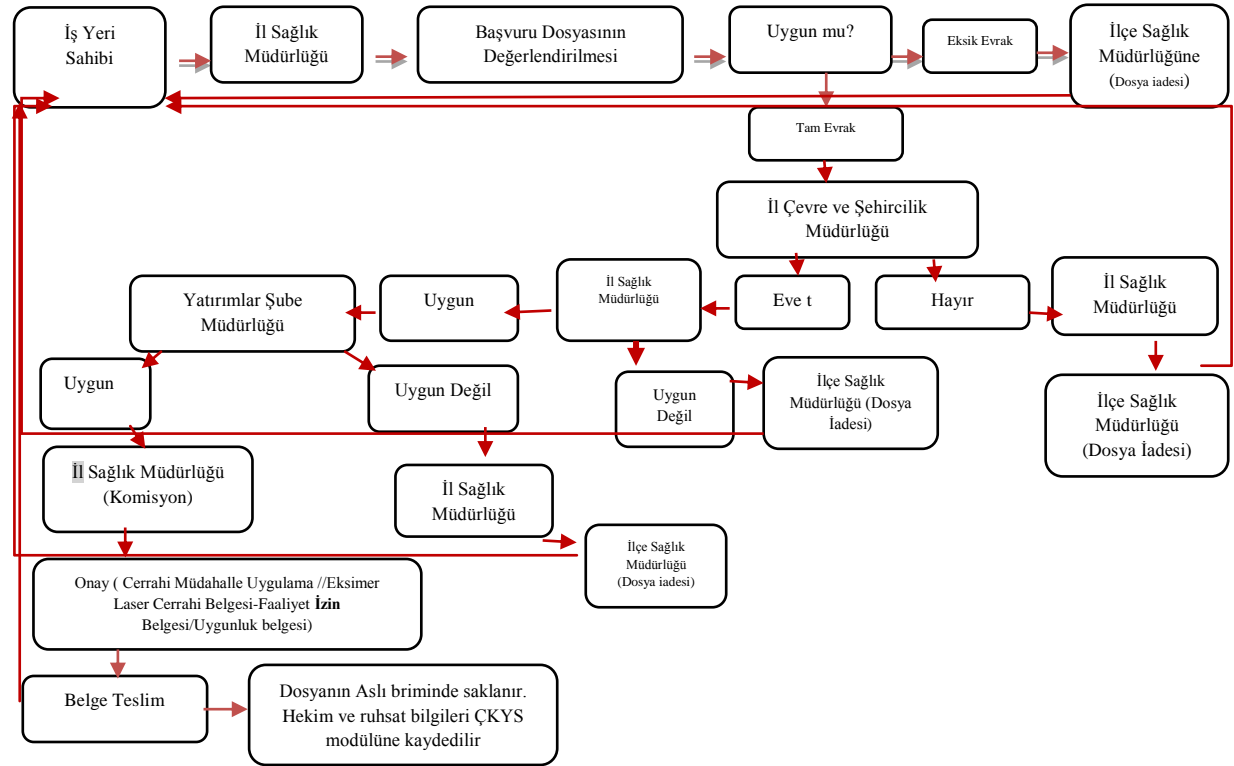 İş Yeri
Sahibi
İl Sağlık
Müdürlüğü
Başvuru Dosyasının
Değerlendirilmesi
Uygun mu?
Eksik Evrak
İlçe Sağlık
Müdürlüğüne
(Dosya iadesi)
Tam Evrak
İl Çevre ve Şehircilik
Müdürlüğü
Yatırımlar Şube
Müdürlüğü
Uygun
İl Sağlık
Müdürlüğü
Eve t
Hayır
İl Sağlık
Müdürlüğü
Uygun
Uygun Değil
Uygun
Değil
İlçe Sağlık
Müdürlüğü (Dosya
İadesi)
İlçe Sağlık
Müdürlüğü
(Dosya İadesi)
İl Sağlık Müdürlüğü
(Komisyon)
İl Sağlık
Müdürlüğü
İlçe Sağlık
Müdürlüğü
(Dosya iadesi)
Onay ( Cerrahi Müdahalle Uygulama //Eksimer
Laser Cerrahi Belgesi-Faaliyet İzin
Belgesi/Uygunluk belgesi)
Belge Teslim
Dosyanın Aslı briminde saklanır.
Hekim ve ruhsat bilgileri ÇKYS
modülüne kaydedilir